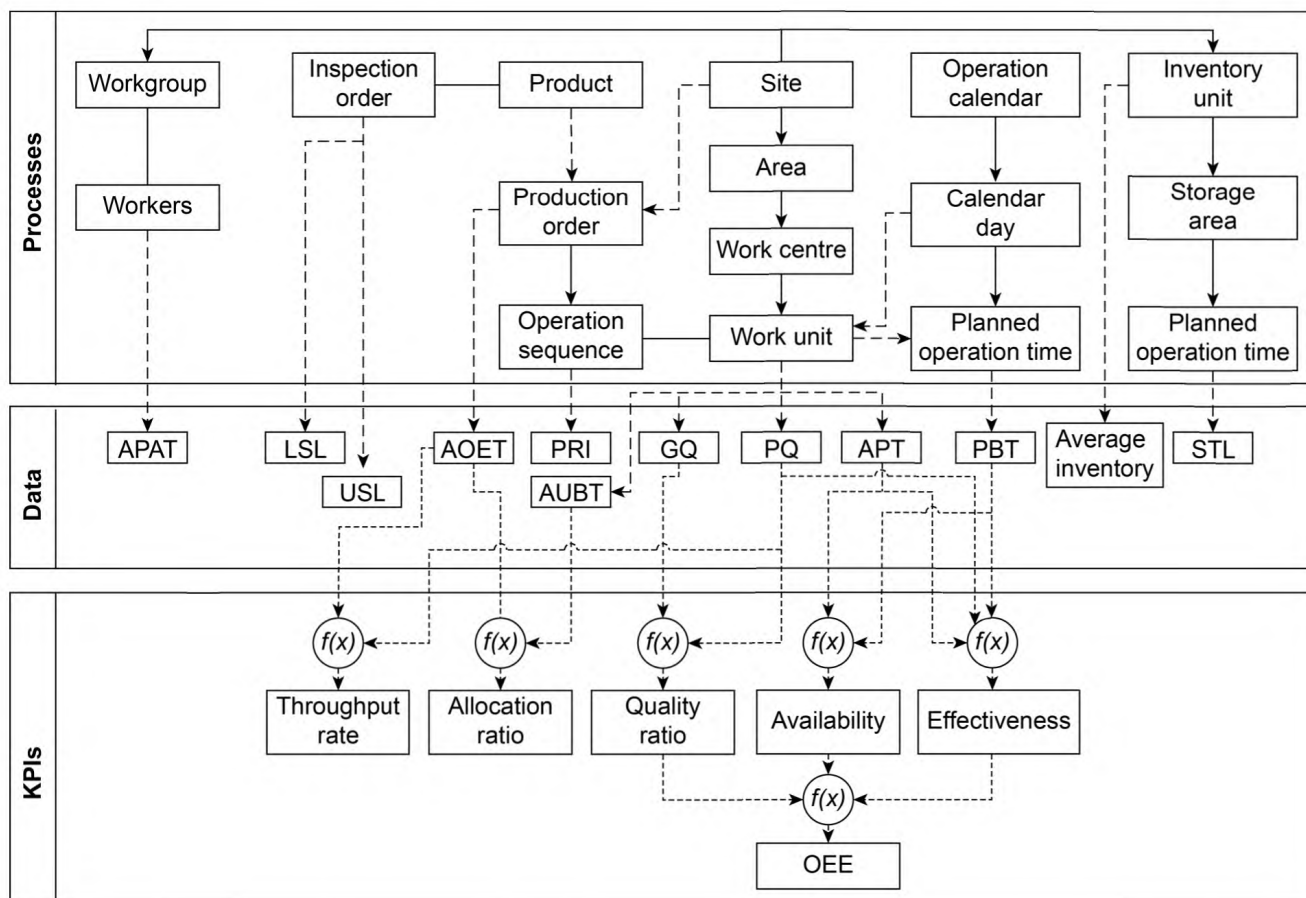 Processes
Workgroup
Inspection
order
Product
Site
Operation
calendar
Inventory
unit
Area
Workers
Production
order
Calendar
day
Storage
area
Work centre
Operation
sequence
Work unit
Planned
operation time
Planned
operation time
Data
APAT
LSL
AOET
PRI
GQ
PQ
APT
PBT
Average
inventory
STL
USL
AUBT
KPIs
f(x)
f(x)
f(x)
f(x)
f(x)
Throughput
rate
Allocation
ratio
Quality
ratio
Availability
Effectiveness
f(x)
OEE